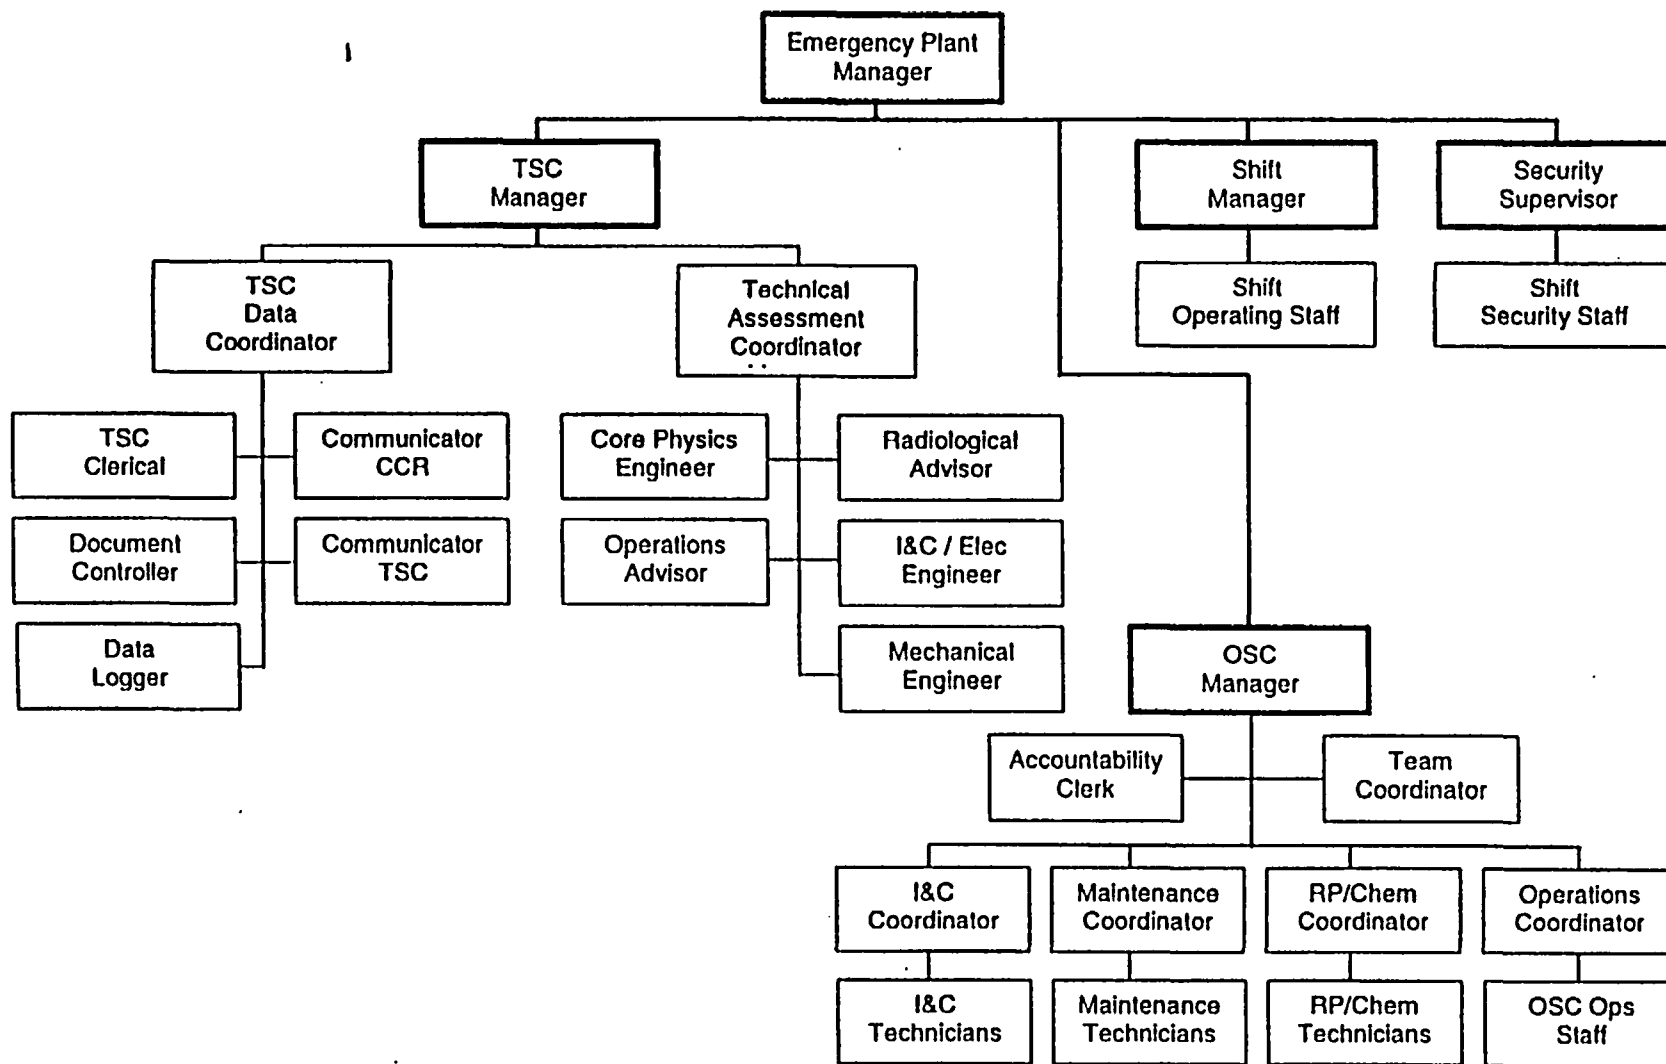 Emergency Plant
Manager
TSC
Manager
Shift
Manager
Security
Supervisor
TSC
Data
Coordinator
Technical
Assessment
Coordinator
Shift
Operating Staff
Shift
Security Staff
TSC
Clerical
Communicator
CCR
Core Physics
Engineer
Radiological
Advisor
Document
Controller
Communicator
TSC
Operations
Advisor
I&C / Elec
Engineer
Data
Logger
Mechanical
Engineer
OSC
Manager
Accountability
Clerk
Team
Coordinator
I&C
Coordinator
Maintenance
Coordinator
RP/Chem
Coordinator
Operations
Coordinator
I&C
Technicians
Maintenance
Technicians
RP/Chem
Technicians
OSC Ops
Staff